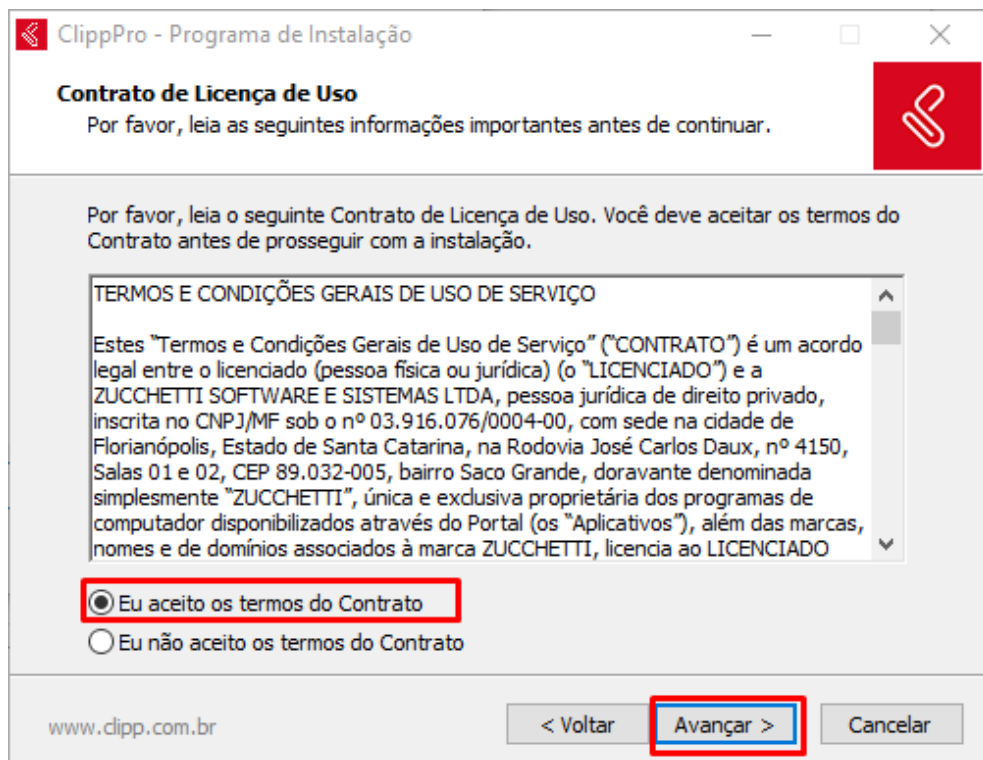 ClippPro - Programa de Instalação
Contrato de Licença de Uso
Por favor, leia as seguintes informações importantes antes de continuar.
Por favor, leia o seguinte Contrato de Licença de Uso. Você deve aceitar os termos do
Contrato antes de prosseguir com a instalação.
TERMOS E CONDIÇÕES GERAIS DE USO DE SERVIÇO
Estes “Termos e Condições Gerais de Uso de Serviço” (“CONTRATO”) é um acordo
legal entre o licenciado (pessoa física ou jurídica) (o “LICENCIADO”) e a
ZUCCHETTI SOFTWARE E SISTEMAS LTDA, pessoa jurídica de direito privado,
inscrita no CNPJ/MF sob o nº 03.916.076/0004-00, com sede na cidade de
Florianópolis, Estado de Santa Catarina, na Rodovia José Carlos Daux, nº 4150,
Salas 01 e 02, CEP 89.032-005, bairro Saco Grande, doravante denominada
simplesmente “ZUCCHETTI”, única e exclusiva proprietária dos programas de
computador disponibilizados através do Portal (os “Aplicativos”), além das marcas,
nomes e de domínios associados à marca ZUCCHETTI, licencia ao LICENCIADO
Eu aceito os termos do Contrato
Eu não aceito os termos do Contrato
www.clipp.com.br
< Voltar
Avançar >
Cancelar